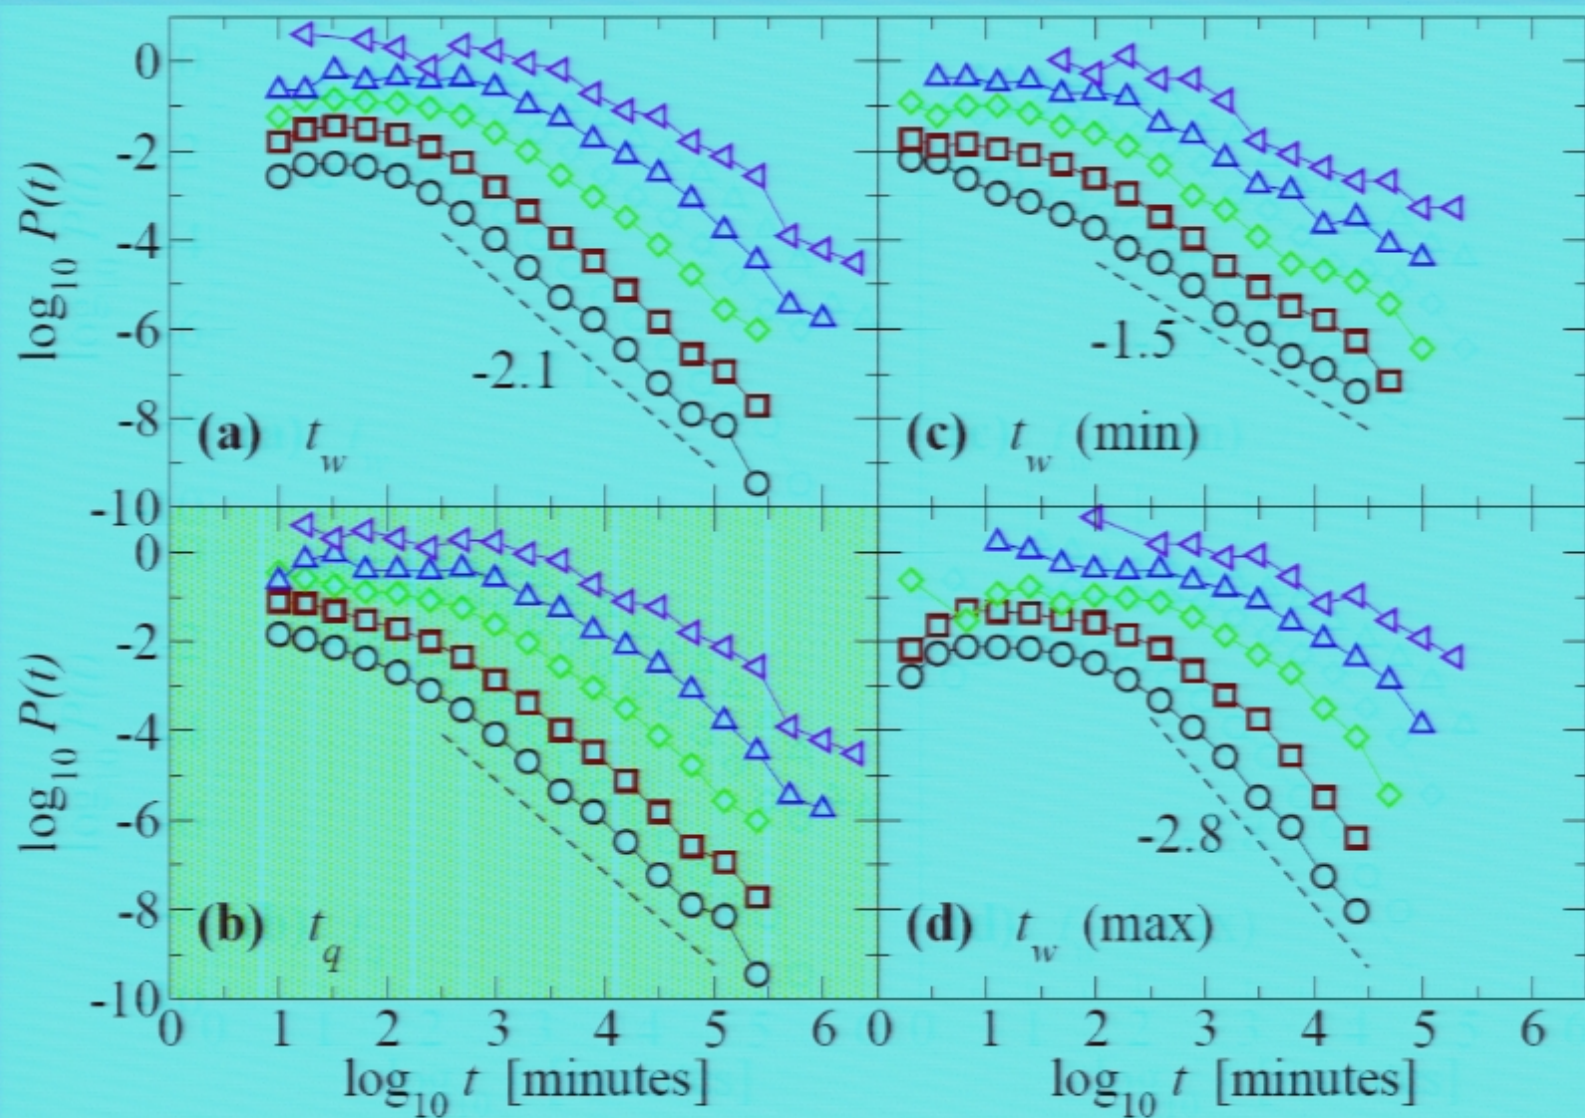 0
-2
-4
-6
-8
-10
log10 P(t)
-2.1
(a) tw
-1.5
(c) tw (min)
0
-2
-4
-6
-8
-10
log10 P(t)
(b) tq
-2.8
(d) tw (max)
0 1 2 3 4 5 6 0 1 2 3 4 5 6
log10 t [minutes] log10 t [minutes]